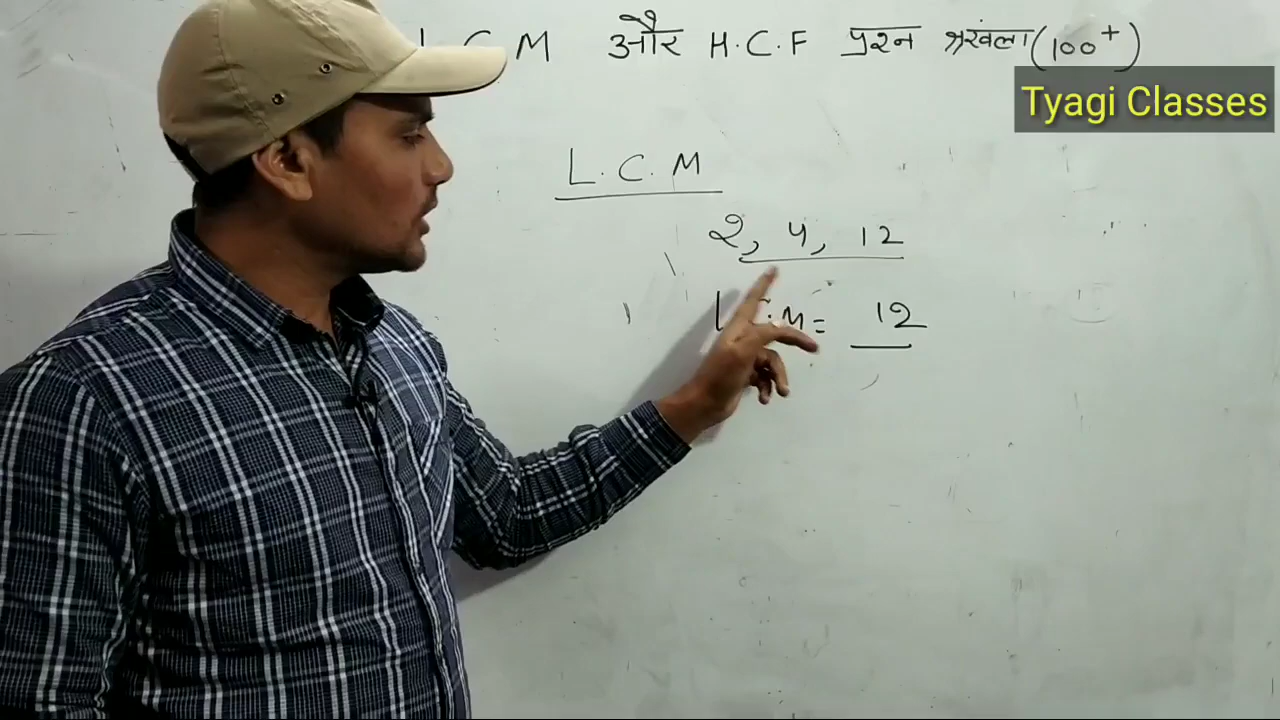 L.C.M और H.C.F प्रश्न श्रखंला (100+)
Tyagi Classes
L.C.M
2, 4, 12
L.C.M = 12